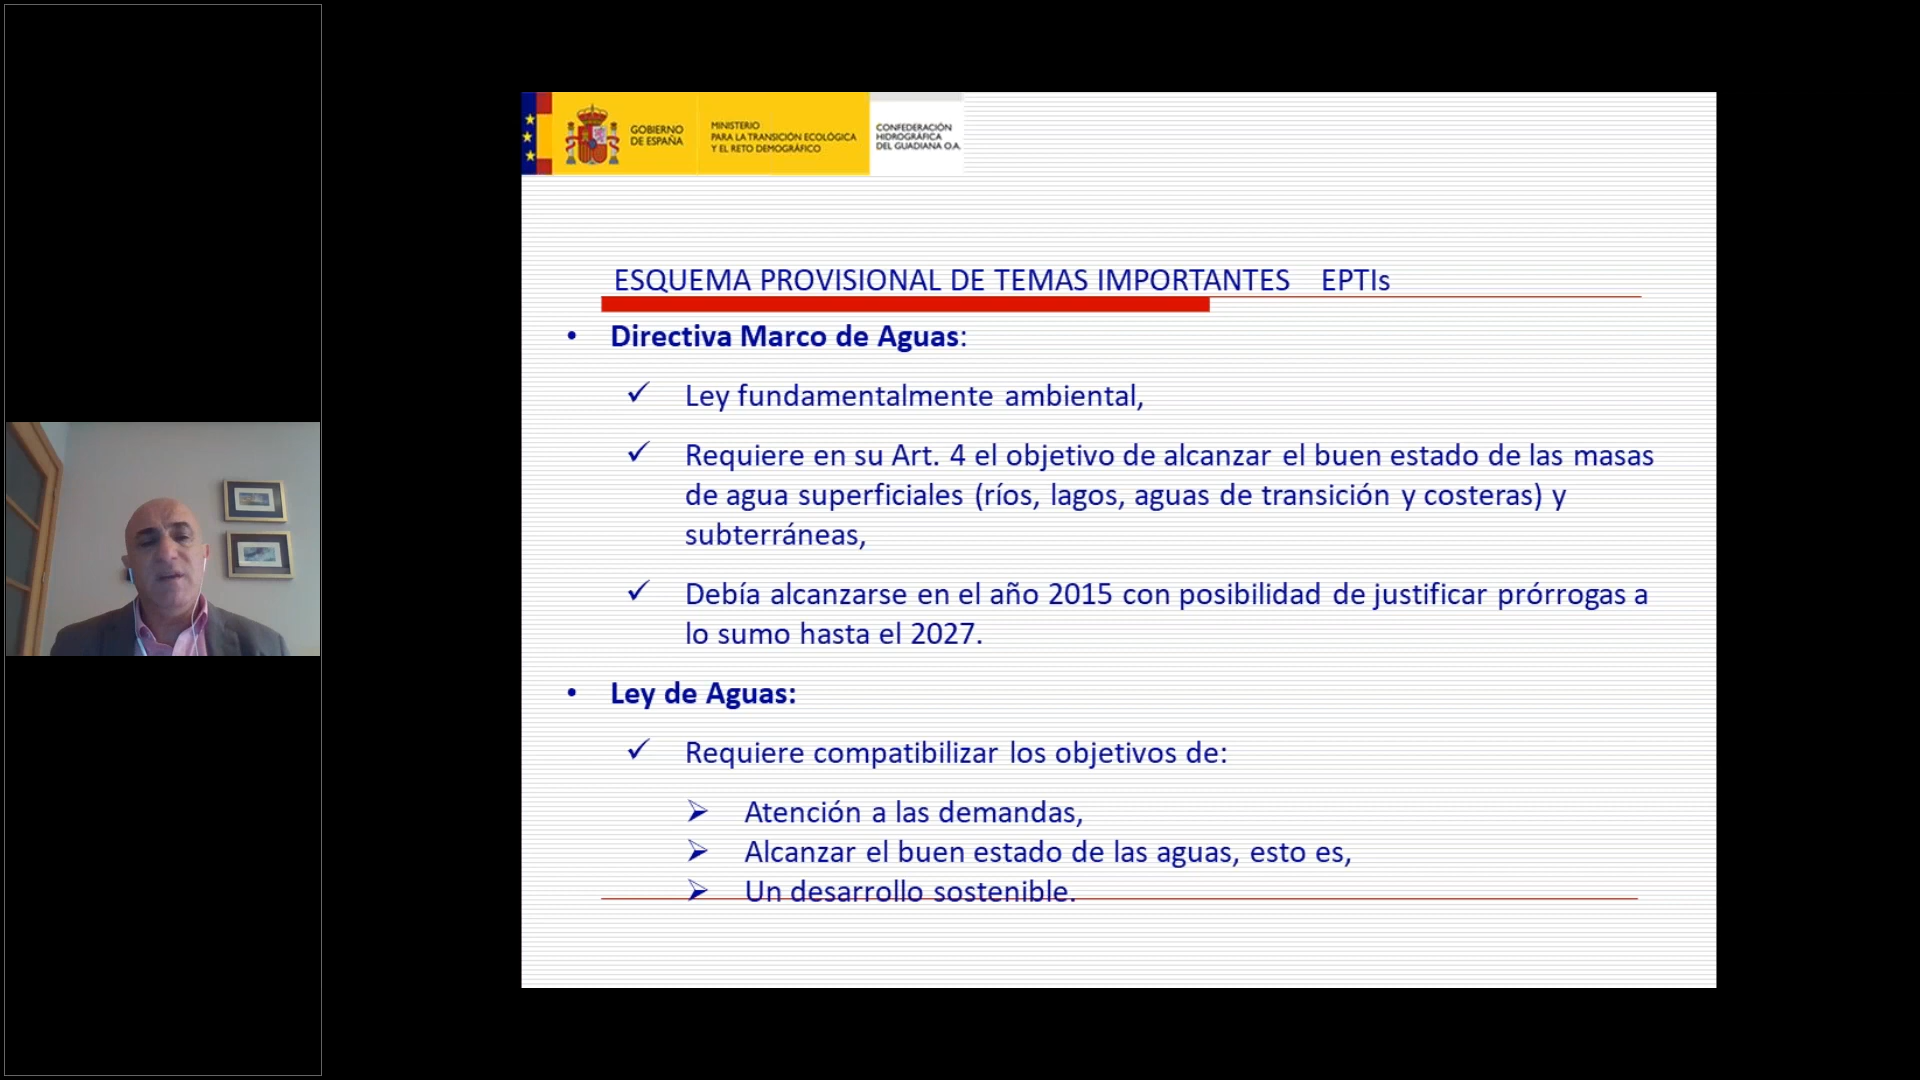 GOBIERNO
DE ESPAÑA
MINISTERIO
PARA LA TRANSICIÓN ECOLÓGICA
Y EL RETO DEMOGRÁFICO
CONFEDERACIÓN
HIDROGRÁFICA
DEL GUADIANA O.A.
ESQUEMA PROVISIONAL DE TEMAS IMPORTANTES EPTIs
• Directiva Marco de Aguas:
✓ Ley fundamentalmente ambiental,
✓ Requiere en su Art. 4 el objetivo de alcanzar el buen estado de las masas
de agua superficiales (ríos, lagos, aguas de transición y costeras) y
subterráneas,
✓ Debía alcanzarse en el año 2015 con posibilidad de justificar prórrogas a
lo sumo hasta el 2027.
• Ley de Aguas:
✓ Requiere compatibilizar los objetivos de:
➢ Atención a las demandas,
➢ Alcanzar el buen estado de las aguas, esto es,
➢ Un desarrollo sostenible.